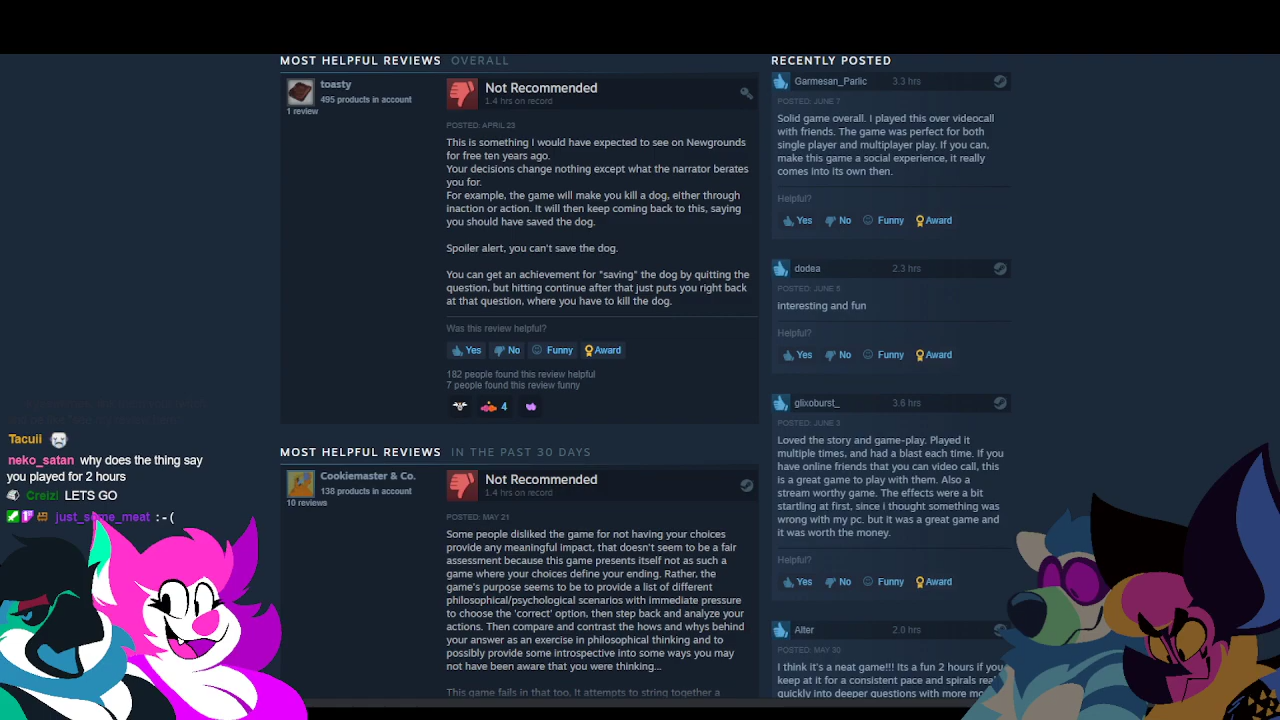 MOST HELPFUL REVIEWS OVERALL
toasty
495 products in account
1 review
Not Recommended
1.4 hrs on record
POSTED: APRIL 23
This is something I would have expected to see on Newgrounds
for free ten years ago.
Your decisions change nothing except what the narrator berates
you for.
For example, the game will make you kill a dog, either through
inaction or action. It will then keep coming back to this, saying
you should have saved the dog.
Spoiler alert, you can't save the dog.
You can get an achievement for "saving" the dog by quitting the
question, but hitting continue after that just puts you right back
at that question, where you have to kill the dog.
Was this review helpful?
Yes No Funny Award
182 people found this review helpful
7 people found this review funny
4
MOST HELPFUL REVIEWS IN THE PAST 30 DAYS
Cookiemaster & Co.
138 products in account
10 reviews
Not Recommended
1.4 hrs on record
POSTED: MAY 21
Some people disliked the game for not having your choices
provide any meaningful impact, that doesn't seem to be a fair
assessment because this game presents itself not as such a
game where your choices define your ending. Rather, the
game's purpose seems to be to provide a list of different
philosophical/psychological scenarios with immediate pressure
to choose the 'correct' option, then step back and analyze your
actions. Then compare and contrast the hows and whys behind
your answer as an exercise in philosophical thinking and to
possibly provide some introspective into some ways you may
not have been aware that you were thinking...
This game fails in that too. It attempts to string together a
RECENTLY POSTED
Garmesan_Parlic 3.3 hrs
POSTED: JUNE 7
Solid game overall. I played this over videocall
with friends. The game was perfect for both
single player and multiplayer play. If you can,
make this game a social experience, it really
comes into its own then.
Helpful?
Yes No Funny Award
dodea 2.3 hrs
POSTED: JUNE 5
interesting and fun
Helpful?
Yes No Funny Award
glixoburst_ 3.6 hrs
POSTED: JUNE 3
Loved the story and game-play. Played it
multiple times, and had a blast each time. If you
have online friends that you can video call, this
is a great game to play with them. Also a
stream worthy game. The effects were a bit
startling at first, since i thought something was
wrong with my pc. but it was a great game and
it was worth the money.
Helpful?
Yes No Funny Award
Alter 2.0 hrs
POSTED: MAY 30
I think it's a neat game!!! Its a fun 2 hours if you
keep at it for a consistent pace and spirals
quickly into deeper questions with more
Tacuii
neko_satan why does the thing say
you played for 2 hours
Creizl LETS GO
just_some_meat :-(